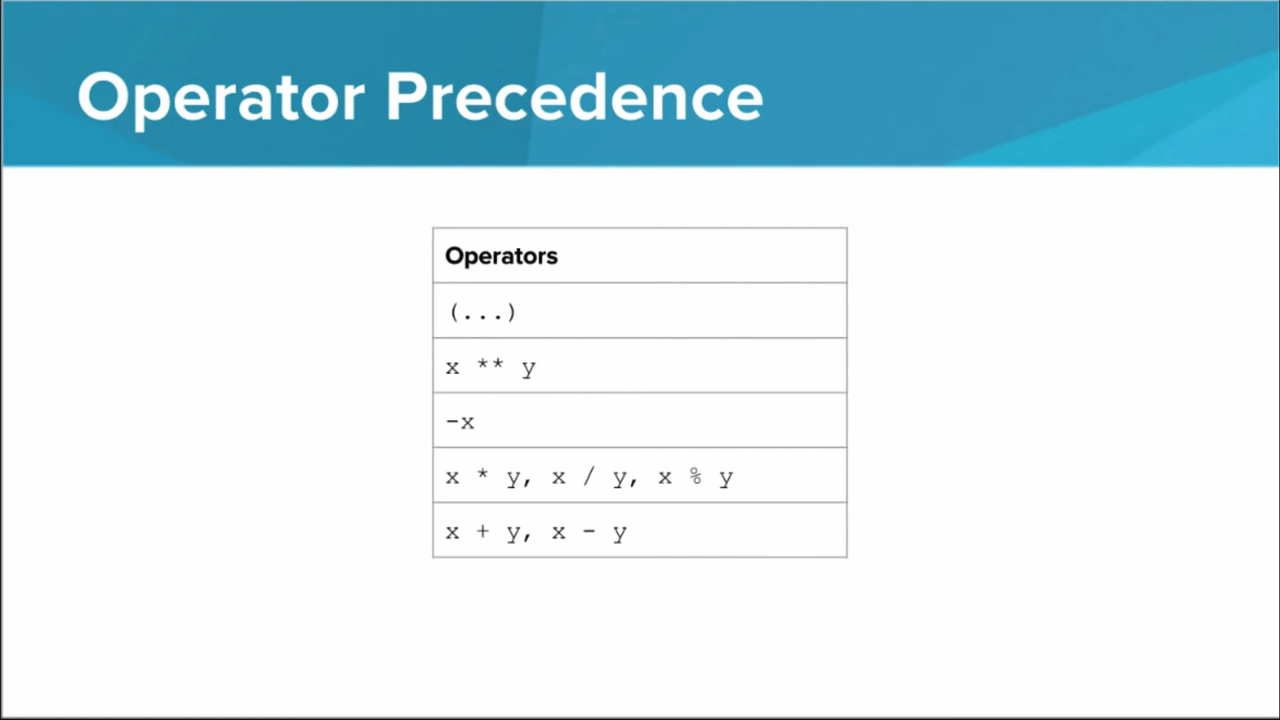 Operator Precedence
Operators
(...)
x ** y
-x
x * y, x / y, x % y
x + y, x - y